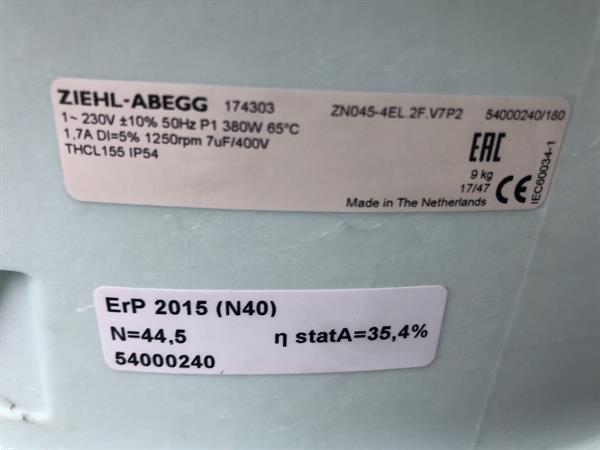 ZIEHL-ABEGG 174303 ZN045-4EL.2F.V7P2 54000240/180
1~ 230V ±10% 50Hz P1 380W 65°C
1,7A DI=5% 1250rpm 7uF/400V
THCL155 IP54
EAC
9 kg
17/47
CE
IEC60034-1
Made in The Netherlands
ErP 2015 (N40)
N=44,5 η statA=35,4%
54000240